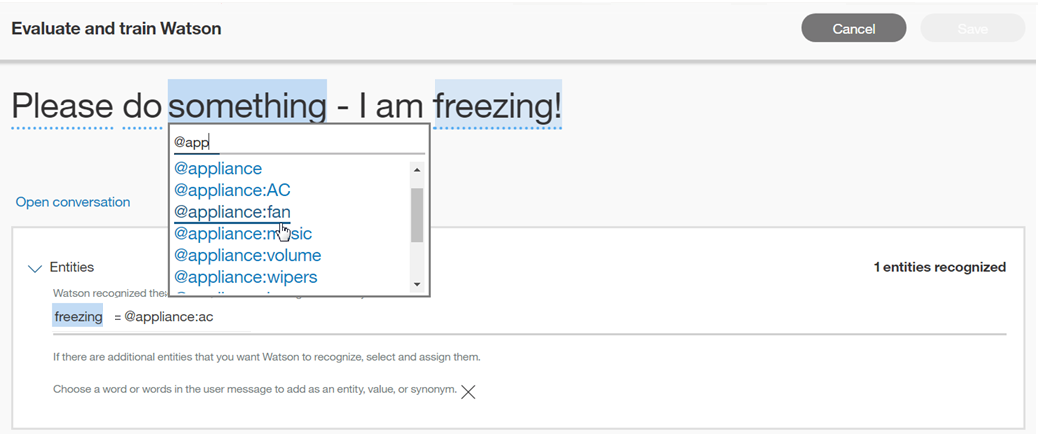 Evaluate and train Watson
Cancel
Save
Please do something - I am freezing!
@app
@appliance
@appliance:AC
@appliance:fan
@appliance:music
@appliance:volume
@appliance:wipers
Open conversation
Entities
1 entities recognized
Watson recognized
freezing = @appliance:ac
If there are additional entities that you want Watson to recognize, select and assign them.
Choose a word or words in the user message to add as an entity, value, or synonym.